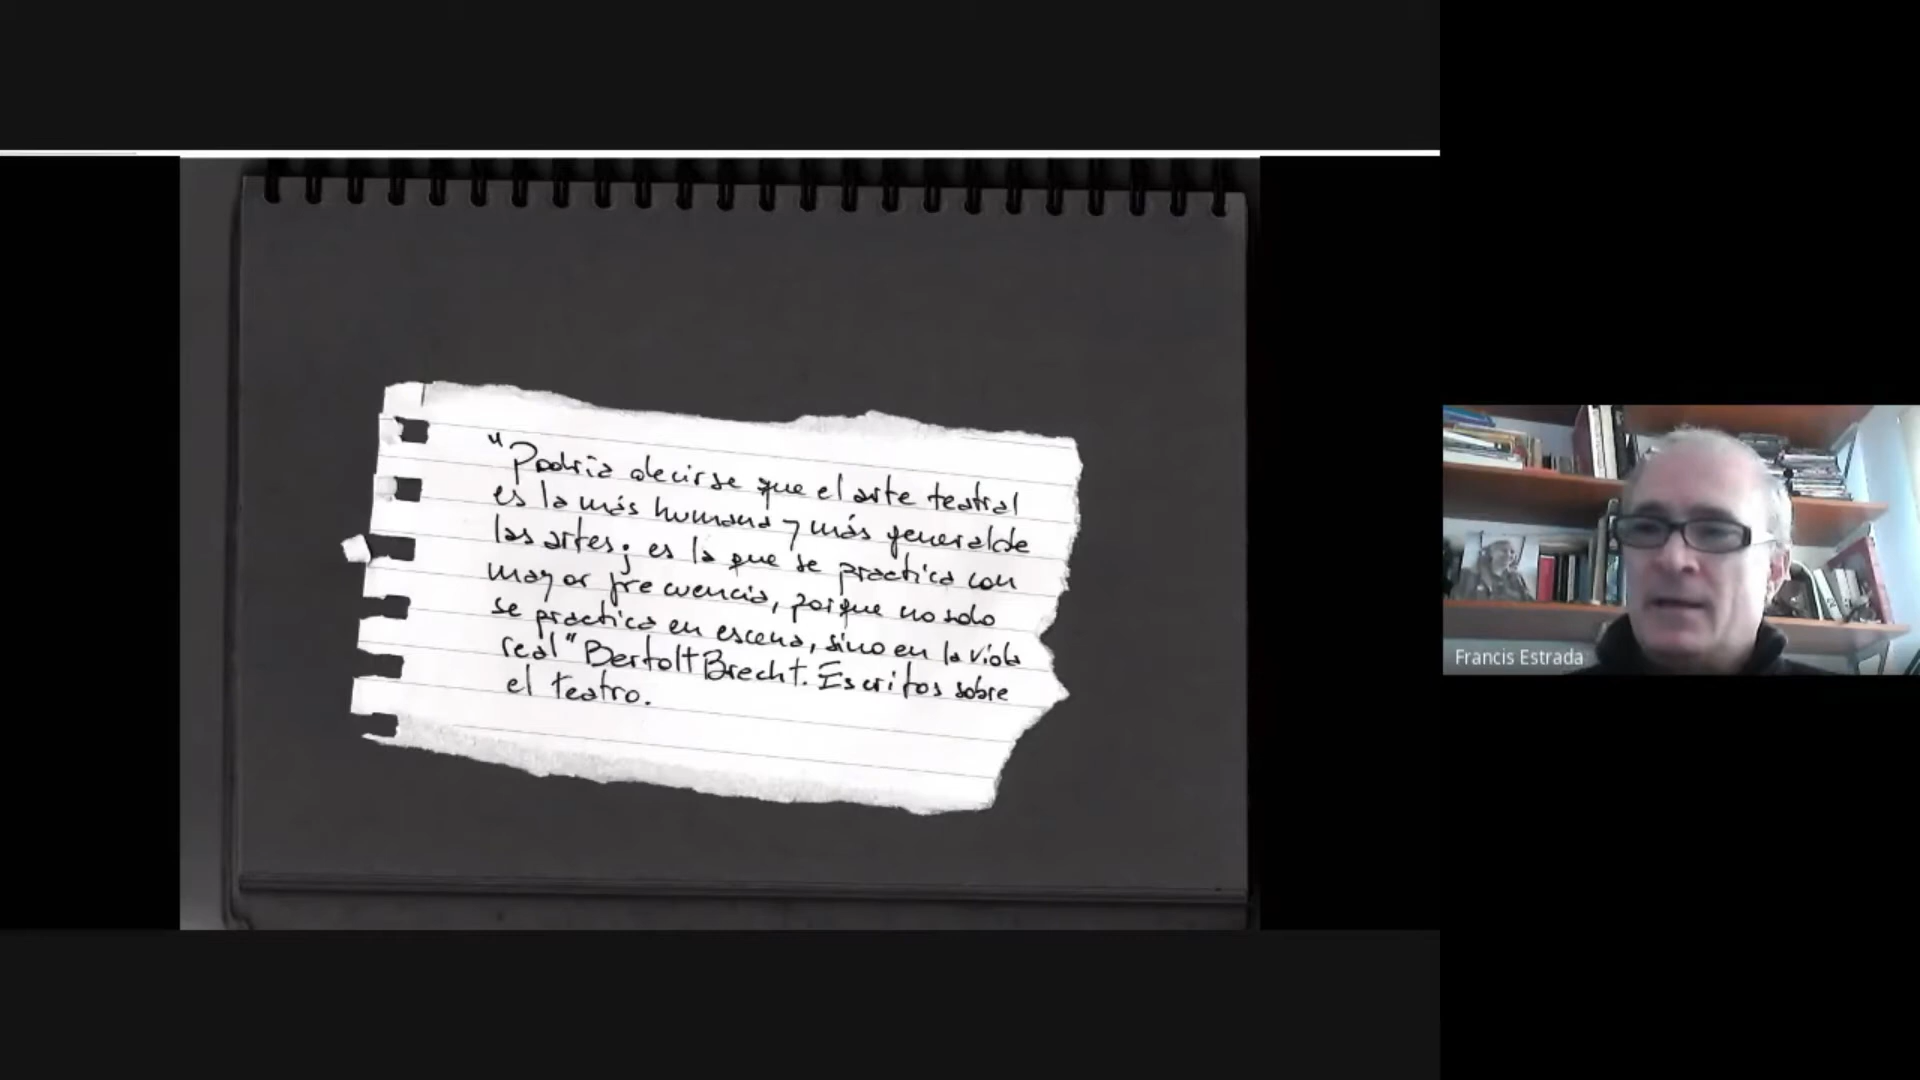 "Podría decirse que el arte teatral
es la más humana y más general de
las artes; es la que se practica con
mayor frecuencia, porque no solo
se practica en escena, sino en la vida
real" Bertolt Brecht. Escritos sobre
el teatro.
Francis Estrada